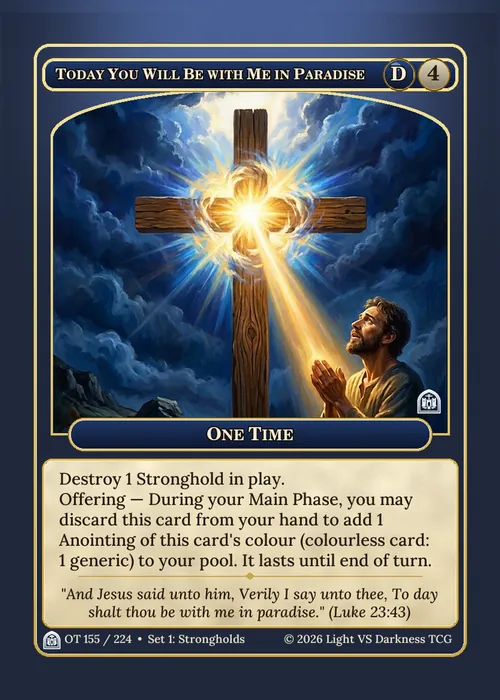 TODAY YOU WILL BE WITH ME IN PARADISE D 4
ONE TIME
Destroy 1 Stronghold in play.
Offering — During your Main Phase, you may
discard this card from your hand to add 1
Anointing of this card's colour (colourless card:
1 generic) to your pool. It lasts until end of turn.
"And Jesus said unto him, Verily I say unto thee, To day
shalt thou be with me in paradise." (Luke 23:43)
OT 155 / 224 • Set 1: Strongholds © 2026 Light VS Darkness TCG